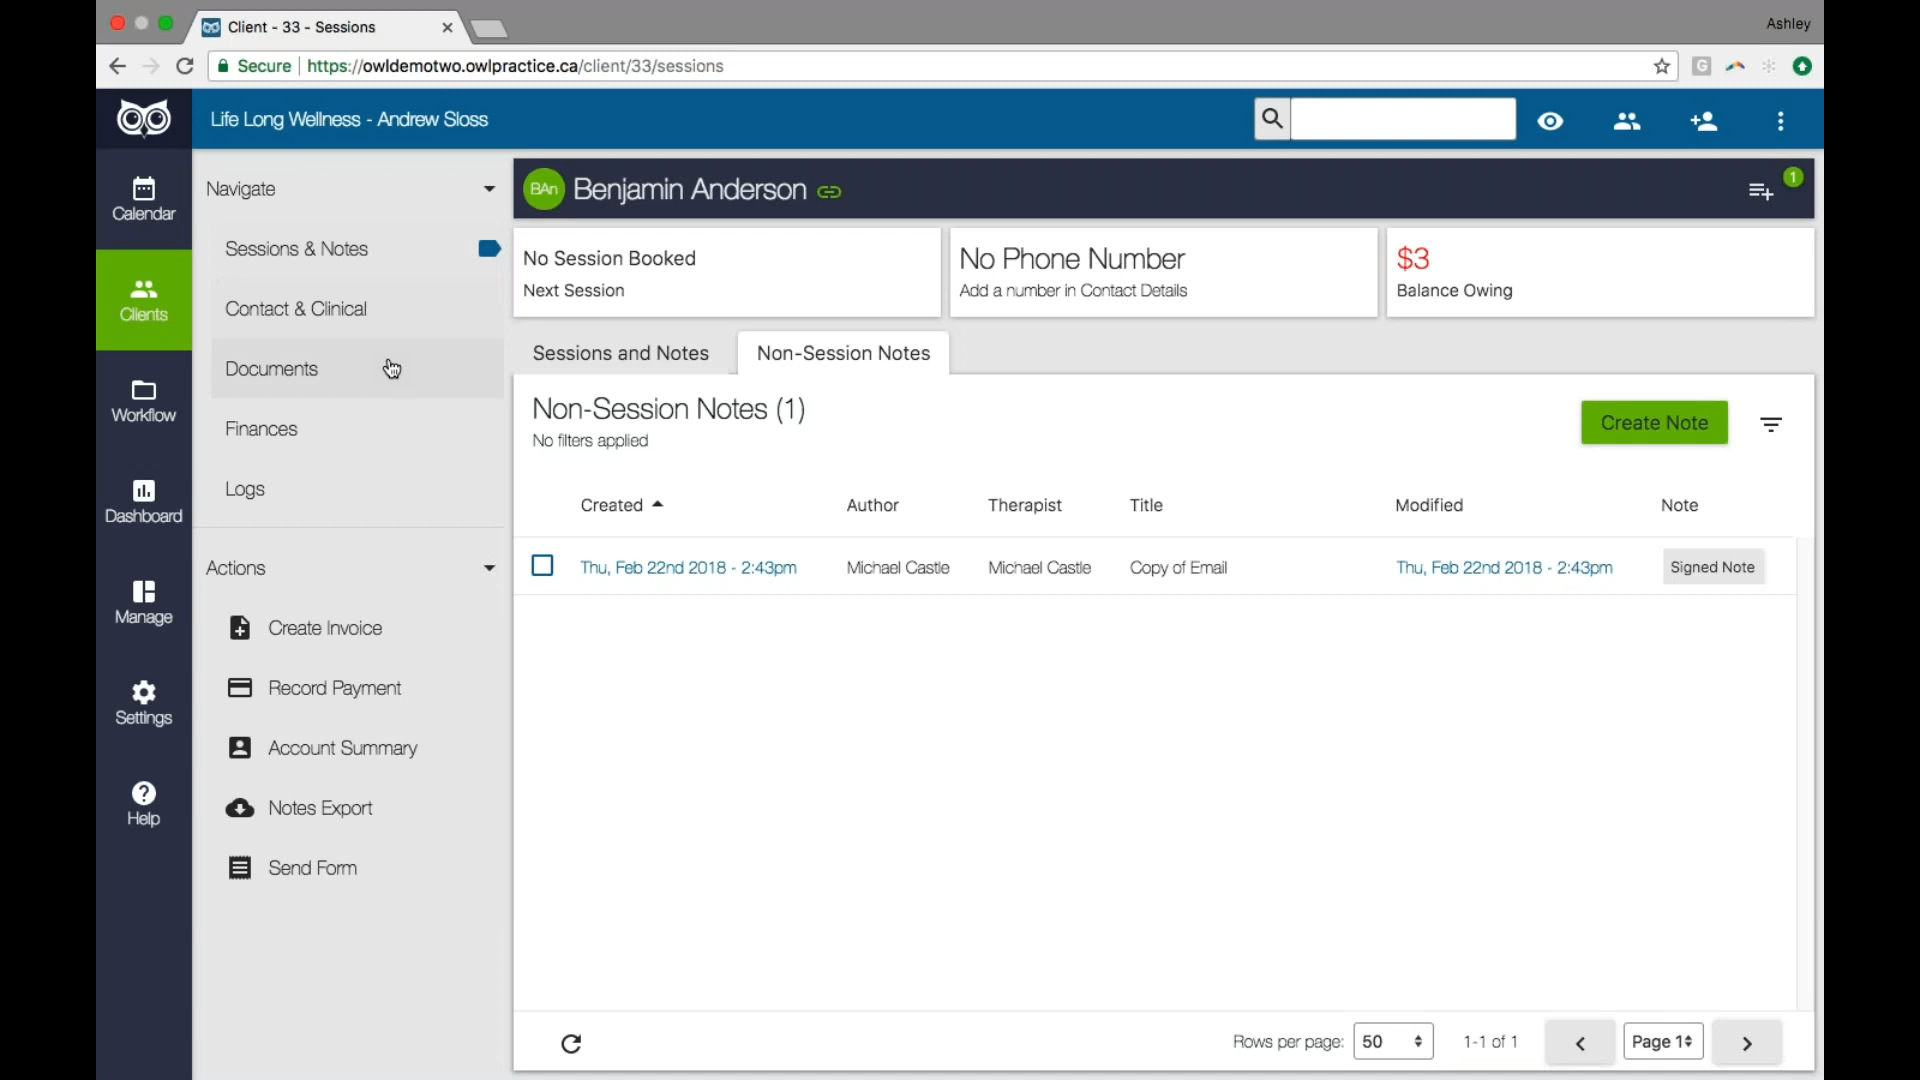 Client - 33 - Sessions
Ashley
Secure https://owldemotwo.owlpractice.ca/client/33/sessions
G
Life Long Wellness - Andrew Sloss
Calendar
Clients
Workflow
Dashboard
Manage
Settings
Help
Navigate
Sessions & Notes
Contact & Clinical
Documents
Finances
Logs
Actions
Create Invoice
Record Payment
Account Summary
Notes Export
Send Form
BAn Benjamin Anderson
1
No Session Booked
Next Session
No Phone Number
Add a number in Contact Details
$3
Balance Owing
Sessions and Notes Non-Session Notes
Non-Session Notes (1)
No filters applied
Create Note
Created Author Therapist Title Modified Note
Thu, Feb 22nd 2018 - 2:43pm Michael Castle Michael Castle Copy of Email Thu, Feb 22nd 2018 - 2:43pm Signed Note
Rows per page: 50 1-1 of 1 Page 1